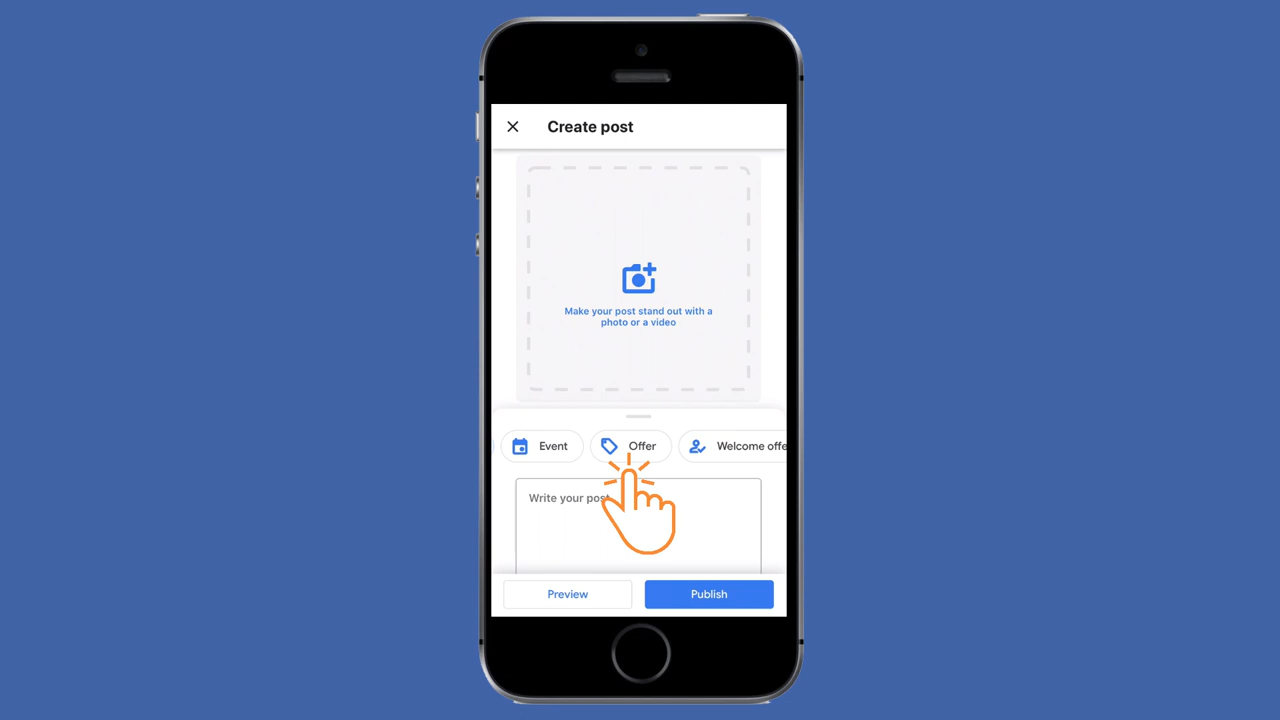 Create post
Make your post stand out with a
photo or a video
Event
Offer
Welcome offe
Write your post
Preview
Publish